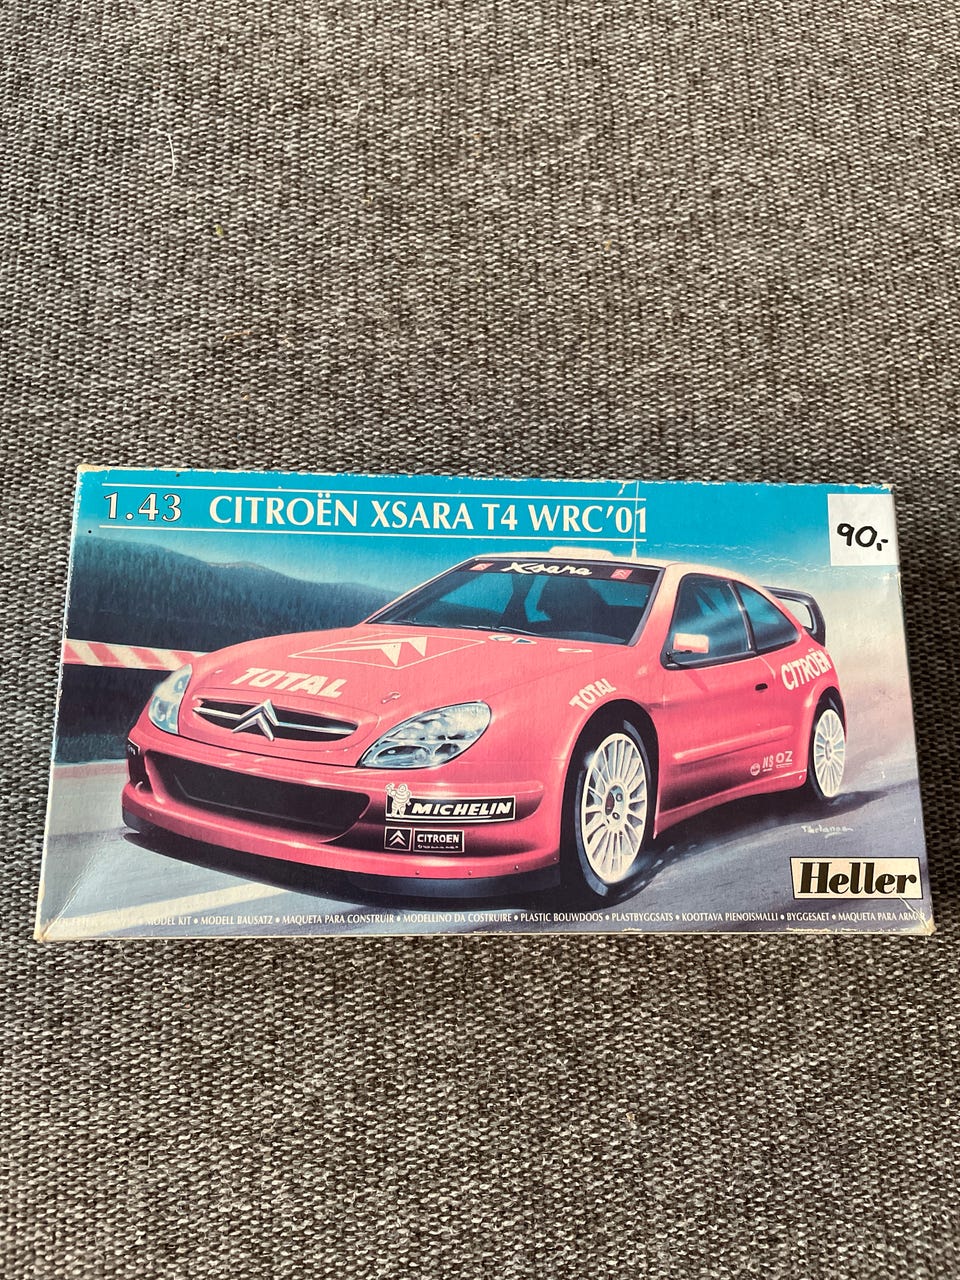 1.43 CITROËN XSARA T4 WRC'01
90,-
Xsara
TOTAL
TOTAL
CITROËN
MICHELIN
CITROËN
NS OZ
Heller
MODEL KIT • MODELL BAUSATZ • MAQUETA PARA CONSTRUIR • MODELLINO DA COSTRUIRE • PLASTIC BOUWDOOS • PLASTBYGGSATS • KOOTTAVA PIENOISMALLI • BYGGESAET • MAQUETA PARA